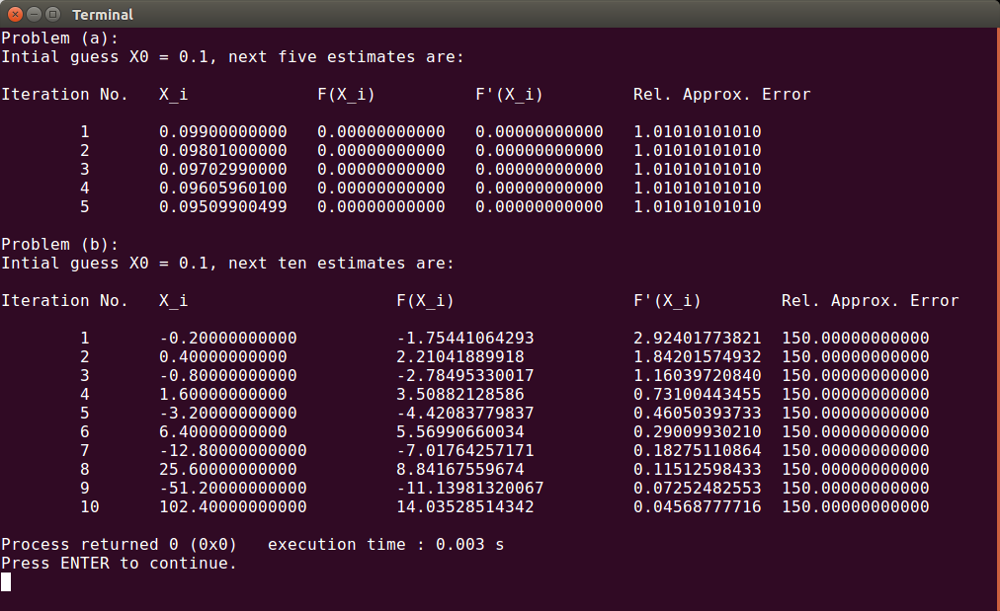 Terminal
Problem (a):
Intial guess X0 = 0.1, next five estimates are:
Iteration No. X_i F(X_i) F'(X_i) Rel. Approx. Error
1 0.09900000000 0.00000000000 0.00000000000 1.01010101010
2 0.09801000000 0.00000000000 0.00000000000 1.01010101010
3 0.09702990000 0.00000000000 0.00000000000 1.01010101010
4 0.09605960100 0.00000000000 0.00000000000 1.01010101010
5 0.09509900499 0.00000000000 0.00000000000 1.01010101010
Problem (b):
Intial guess X0 = 0.1, next ten estimates are:
Iteration No. X_i F(X_i) F'(X_i) Rel. Approx. Error
1 -0.20000000000 -1.75441064293 2.92401773821 150.00000000000
2 0.40000000000 2.21041889918 1.84201574932 150.00000000000
3 -0.80000000000 -2.78495330017 1.16039720840 150.00000000000
4 1.60000000000 3.50882128586 0.73100443455 150.00000000000
5 -3.20000000000 -4.42083779837 0.46050393733 150.00000000000
6 6.40000000000 5.56990660034 0.29009930210 150.00000000000
7 -12.80000000000 -7.01764257171 0.18275110864 150.00000000000
8 25.60000000000 8.84167559674 0.11512598433 150.00000000000
9 -51.20000000000 -11.13981320067 0.07252482553 150.00000000000
10 102.40000000000 14.03528514342 0.04568777716 150.00000000000
Process returned 0 (0x0) execution time : 0.003 s
Press ENTER to continue.